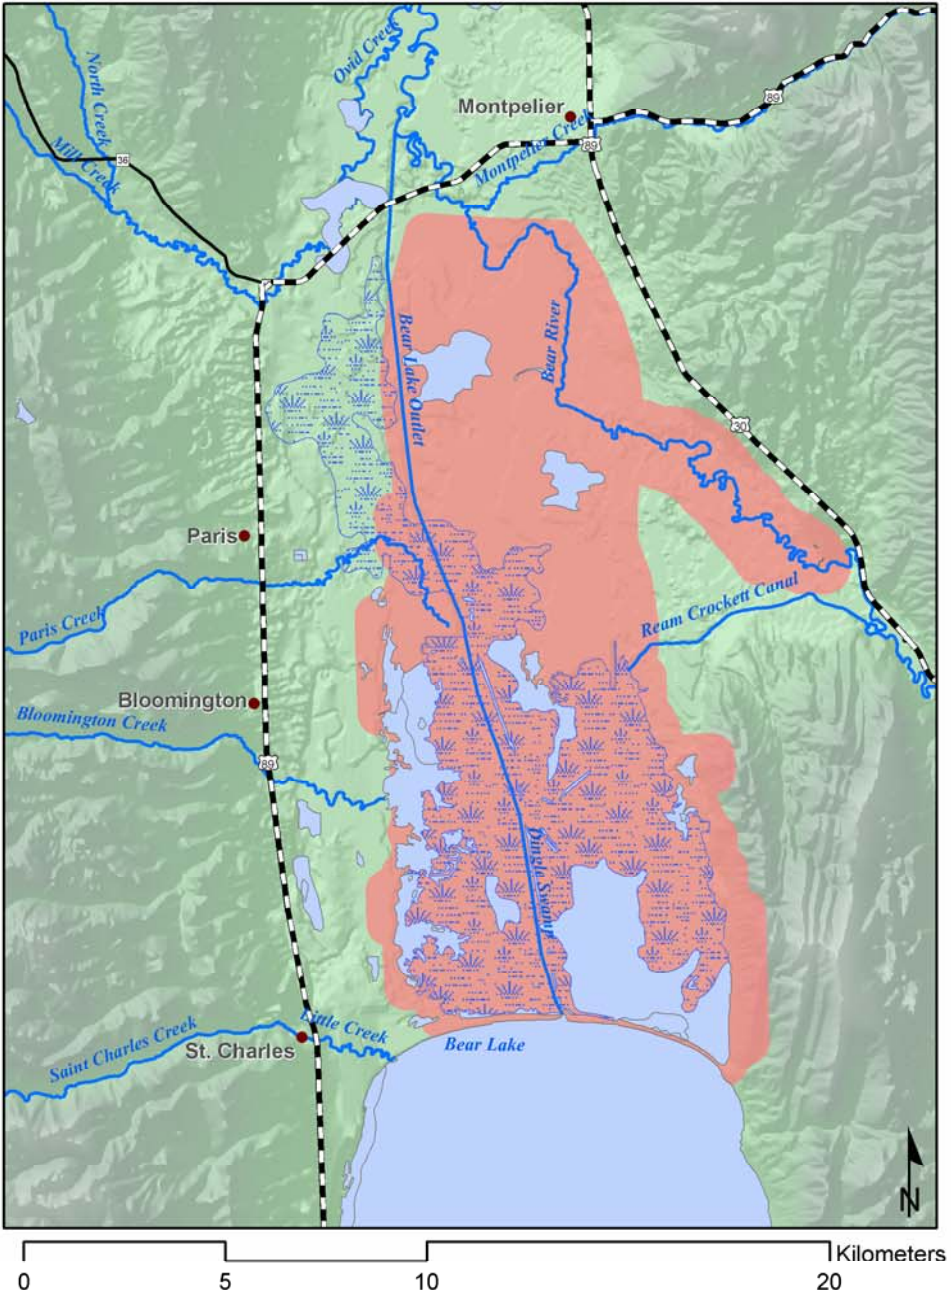 Ovid Creek
North Creek
Montpelier
89
Montpelier Creek
89
36
Mill Creek
Bear River
Bear Lake Outlet
30
Paris
Ream Crockett Canal
Paris Creek
Bloomington
Bloomington Creek
89
Dingle Swamp
Little Creek
Saint Charles Creek
St. Charles
Bear Lake
N
Kilometers
0 5 10 20